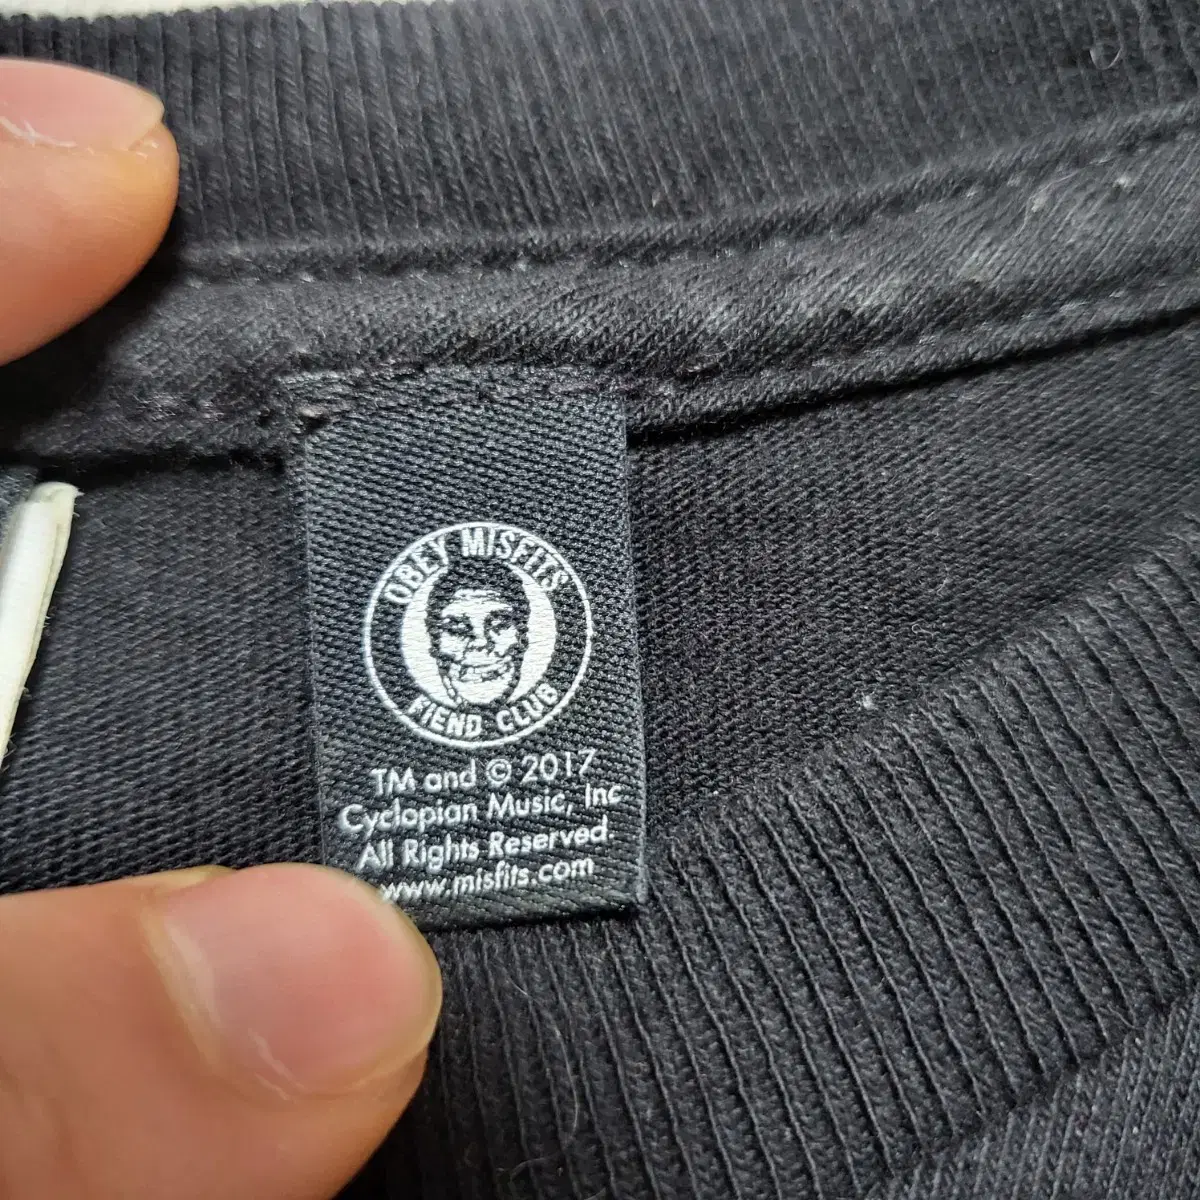 OBEY MISFITS
FIEND CLUB
TM and © 2017
Cyclopian Music, Inc
All Rights Reserved.
www.misfits.com